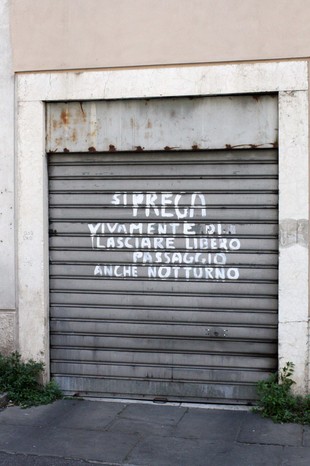 SI PREGA
VIVAMENTE DI
LASCIARE LIBERO
PASSAGGIO
ANCHE NOTTURNO